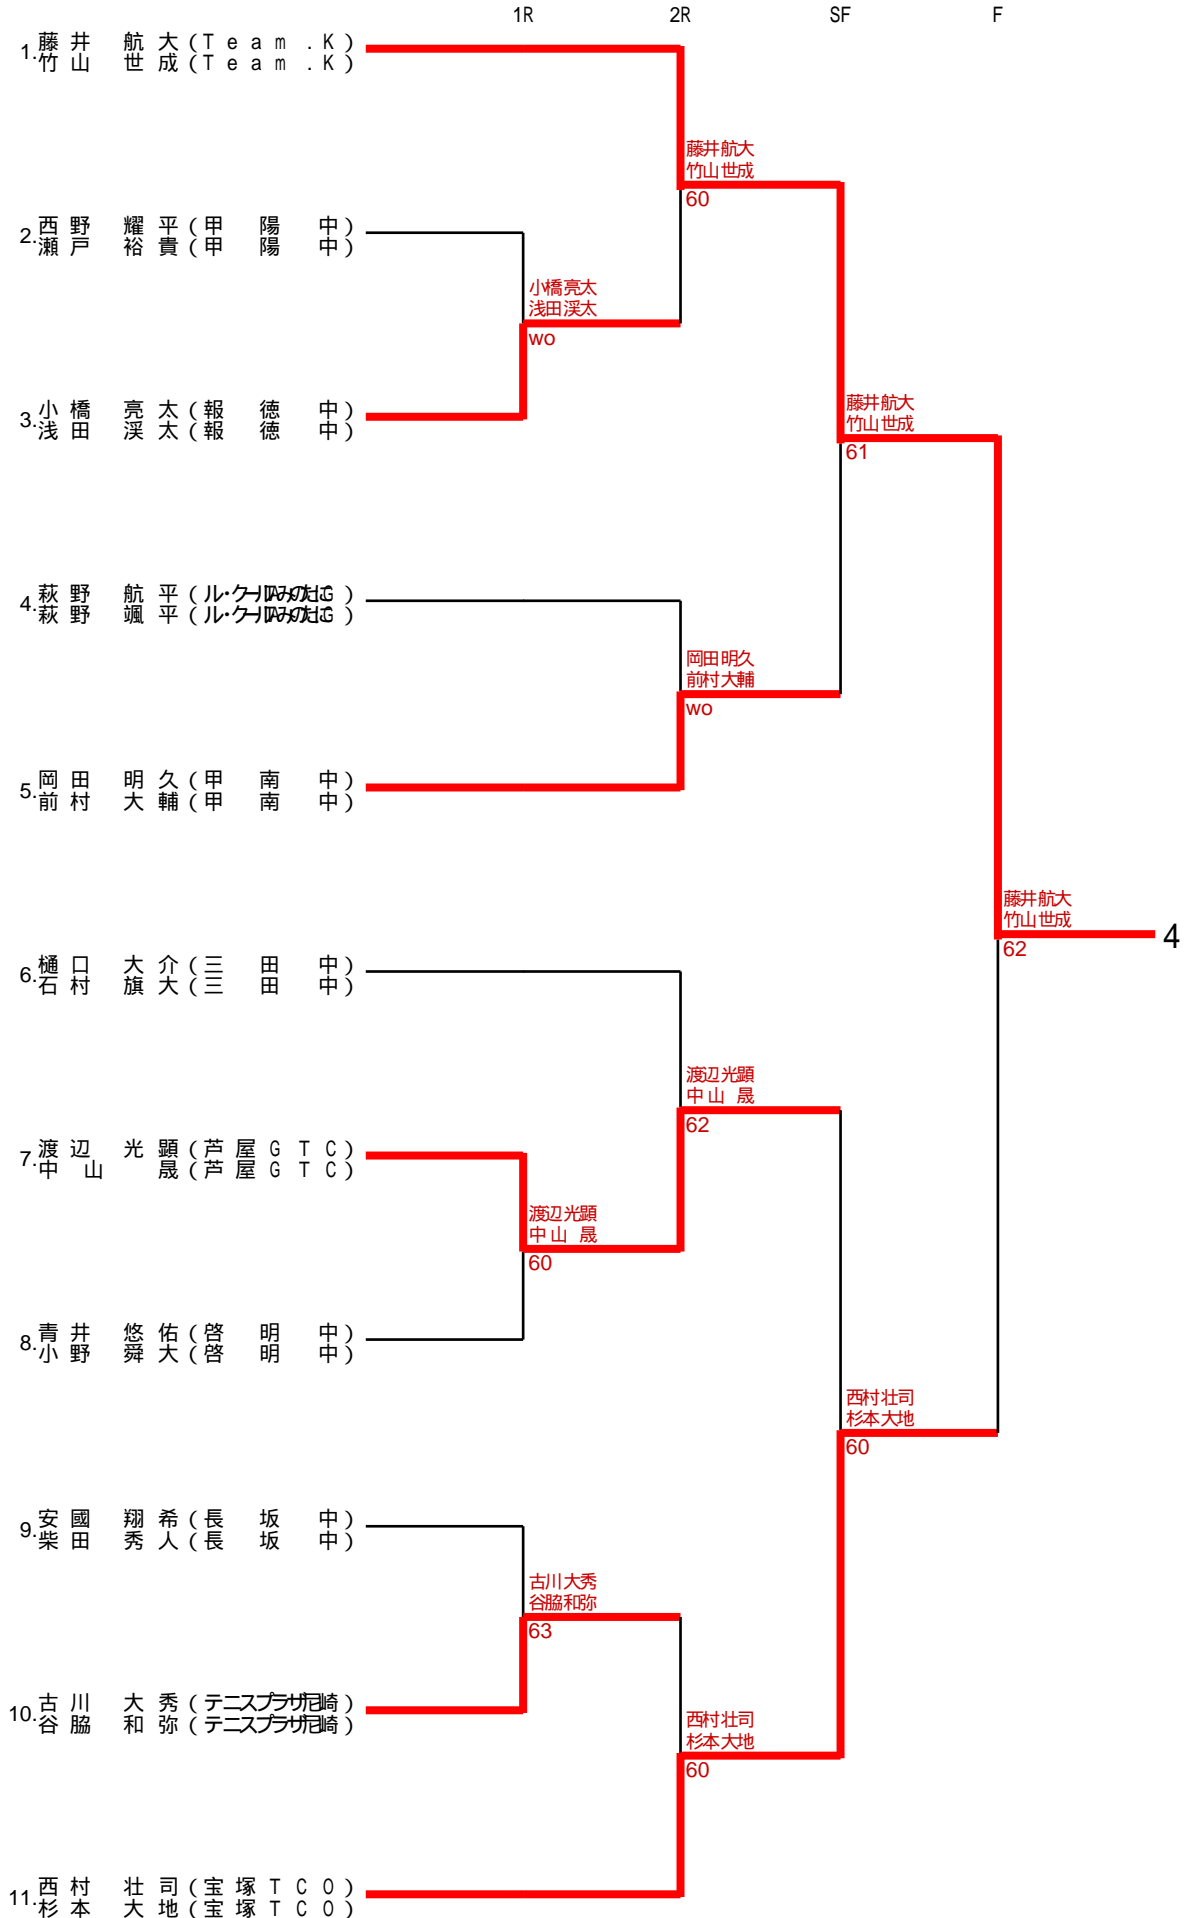 1R 2R SF F
1. 藤井 航大(Team.K)
竹山 世成(Team.K)
藤井航大
竹山世成
60
2. 西野 耀平(甲陽中)
瀬戸 裕貴(甲陽中)
小橋亮太
浅田渓太
wo
3. 小橋 亮太(報徳中)
浅田 渓太(報徳中)
藤井航大
竹山世成
61
4. 萩野 航平(ル・クール
萩野 颯平(ル・クール
岡田明久
前村大輔
wo
5. 岡田 明久(甲南中)
前村 大輔(甲南中)
藤井航大
竹山世成
62
4
6. 樋口 大介(三田中)
石村 旗大(三田中)
渡辺光顕
中山 晟
62
7. 渡辺 光顕(芦屋GTC)
中山 晟(芦屋GTC)
渡辺光顕
中山 晟
60
8. 青井 悠佑(啓明中)
小野 舜大(啓明中)
西村壮司
杉本大地
60
9. 安國 翔希(長坂中)
柴田 秀人(長坂中)
古川大秀
谷脇和弥
63
10. 古川 大秀(テニスプラザ尼崎)
谷脇 和弥(テニスプラザ尼崎)
西村壮司
杉本大地
60
11. 西村 壮司(宝塚TCO)
杉本 大地(宝塚TCO)